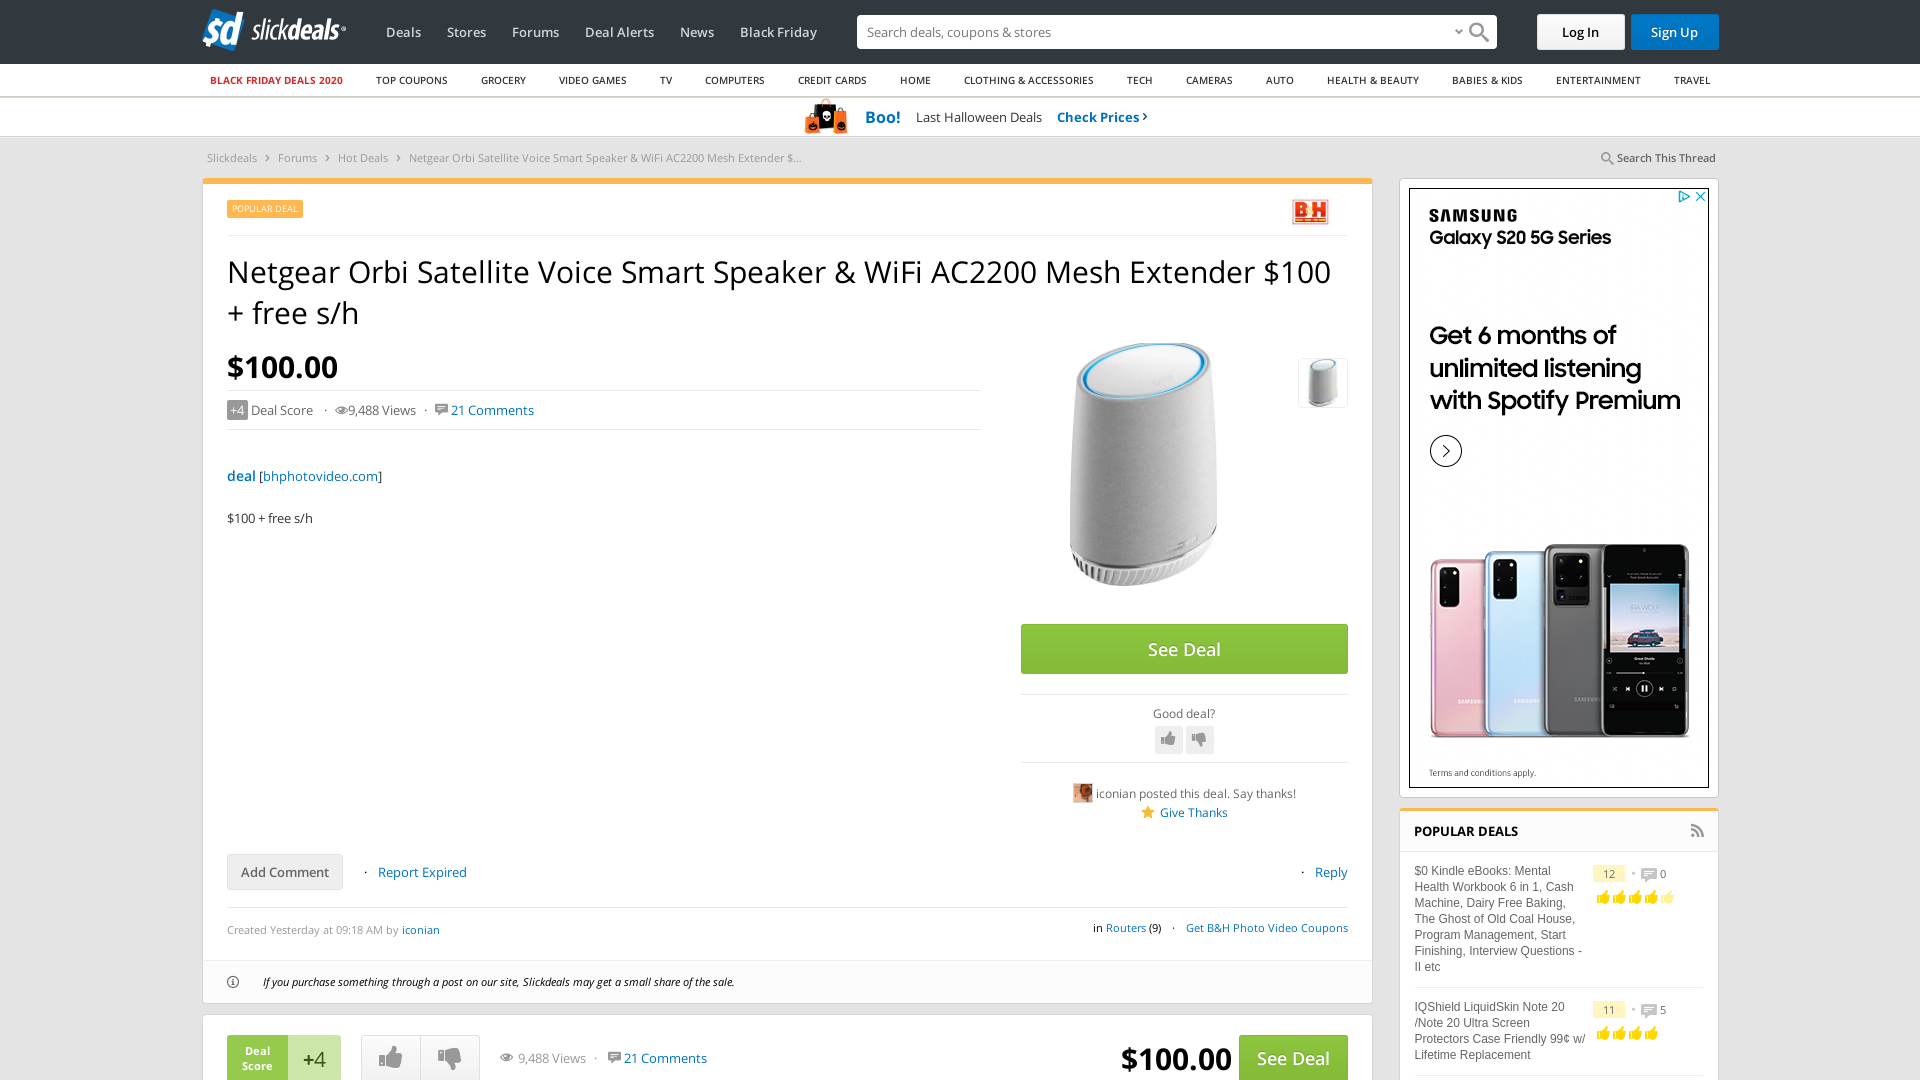 slickdeals
Deals Stores Forums Deal Alerts News Black Friday
Search deals, coupons & stores
Log In Sign Up
BLACK FRIDAY DEALS 2020 TOP COUPONS GROCERY VIDEO GAMES TV COMPUTERS CREDIT CARDS HOME CLOTHING & ACCESSORIES TECH CAMERAS AUTO HEALTH & BEAUTY BABIES & KIDS ENTERTAINMENT TRAVEL
Boo! Last Halloween Deals Check Prices
Slickdeals Forums Hot Deals Netgear Orbi Satellite Voice Smart Speaker & WiFi AC2200 Mesh Extender $...
Search This Thread
POPULAR DEAL
B&H
Netgear Orbi Satellite Voice Smart Speaker & WiFi AC2200 Mesh Extender $100
+ free s/h
$100.00
+4 Deal Score · 9,488 Views · 21 Comments
deal [bhphotovideo.com]
$100 + free s/h
See Deal
Good deal?
iconian posted this deal. Say thanks!
Give Thanks
Add Comment · Report Expired
· Reply
Created Yesterday at 09:18 AM by iconian
in Routers (9) · Get B&H Photo Video Coupons
If you purchase something through a post on our site, Slickdeals may get a small share of the sale.
Deal
Score
+4
9,488 Views · 21 Comments
$100.00 See Deal
SAMSUNG
Galaxy S20 5G Series
Get 6 months of
unlimited listening
with Spotify Premium
Terms and conditions apply.
POPULAR DEALS
$0 Kindle eBooks: Mental
Health Workbook 6 in 1, Cash
Machine, Dairy Free Baking,
The Ghost of Old Coal House,
Program Management, Start
Finishing, Interview Questions -
II etc
12 • 0
IQShield LiquidSkin Note 20
/Note 20 Ultra Screen
Protectors Case Friendly 99¢ w/
Lifetime Replacement
11 • 5